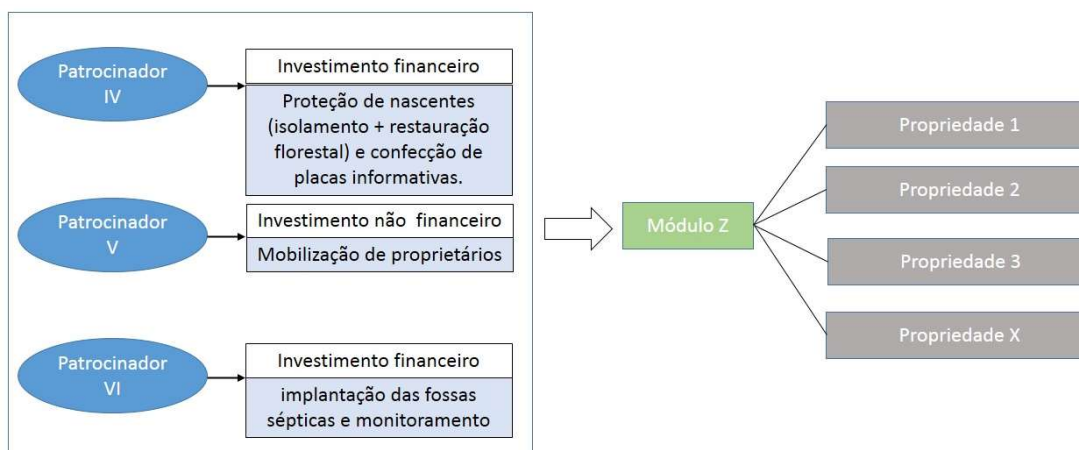 Patrocinador
IV
Investimento financeiro
Proteção de nascentes
(isolamento + restauração
florestal) e confecção de
placas informativas.
Patrocinador
V
Investimento não financeiro
Mobilização de proprietários
Patrocinador
VI
Investimento financeiro
implantação das fossas
sépticas e monitoramento
Módulo Z
Propriedade 1
Propriedade 2
Propriedade 3
Propriedade X